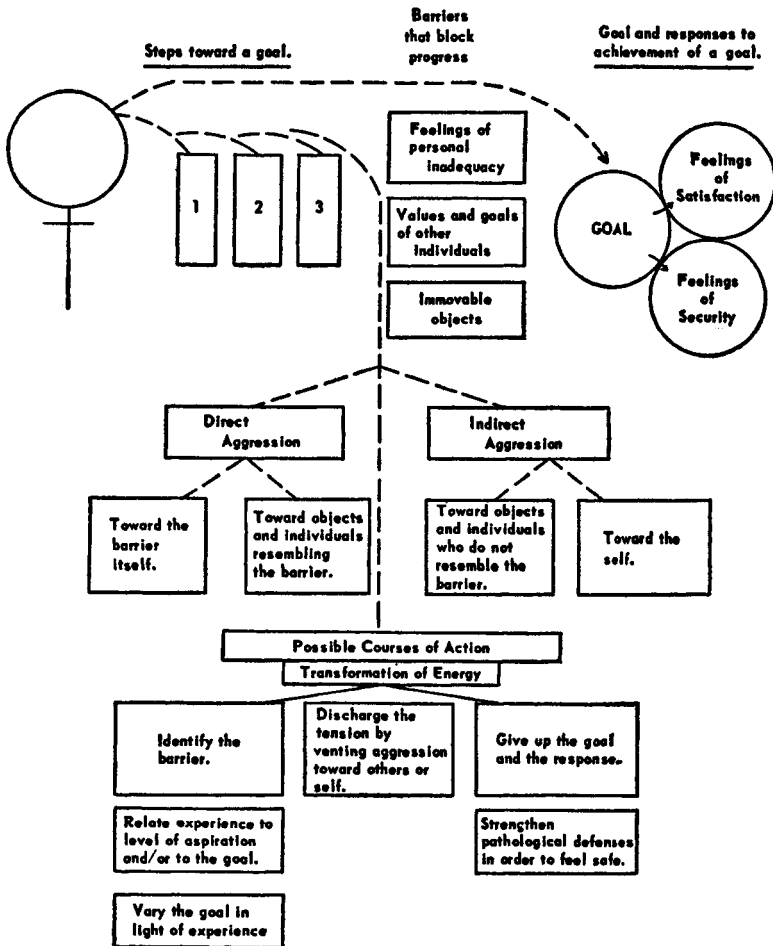 Steps toward a goal.
Barriers
that block
progress
Goal and responses to
achievement of a goal.
1
2
3
Feelings of
personal
inadequacy
Values and goals
of other
individuals
Immovable
objects
GOAL
Feelings
of
Satisfaction
Feelings
of
Security
Direct
Aggression
Indirect
Aggression
Toward the
barrier
itself.
Toward objects
and individuals
resembling
the barrier.
Toward objects
and individuals
who do not
resemble the
barrier.
Toward the
self.
Possible Courses of Action
Transformation of Energy
Identify the
barrier.
Discharge the
tension by
venting aggression
toward others or
self.
Give up the goal
and the response.
Relate experience to
level of aspiration
and/or to the goal.
Strengthen
pathological defenses
in order to feel safe.
Vary the goal in
light of experience